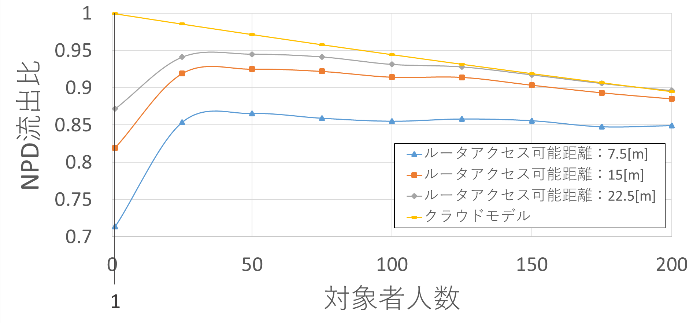 1
0.95
0.9
0.85
0.8
0.75
0.7
NPD流出比
ルータアクセス可能距離：7.5[m]
ルータアクセス可能距離：15[m]
ルータアクセス可能距離：22.5[m]
クラウドモデル
0 50 100 150 200
1
対象者人数